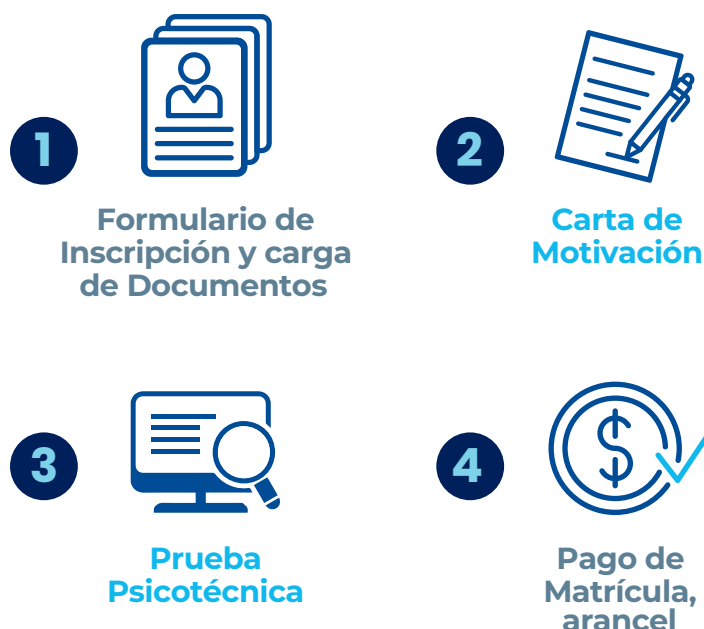 1
Formulario de
Inscripción y carga
de Documentos
2
Carta de
Motivación
3
Prueba
Psicotécnica
4
$
Pago de
Matrícula,
arancel